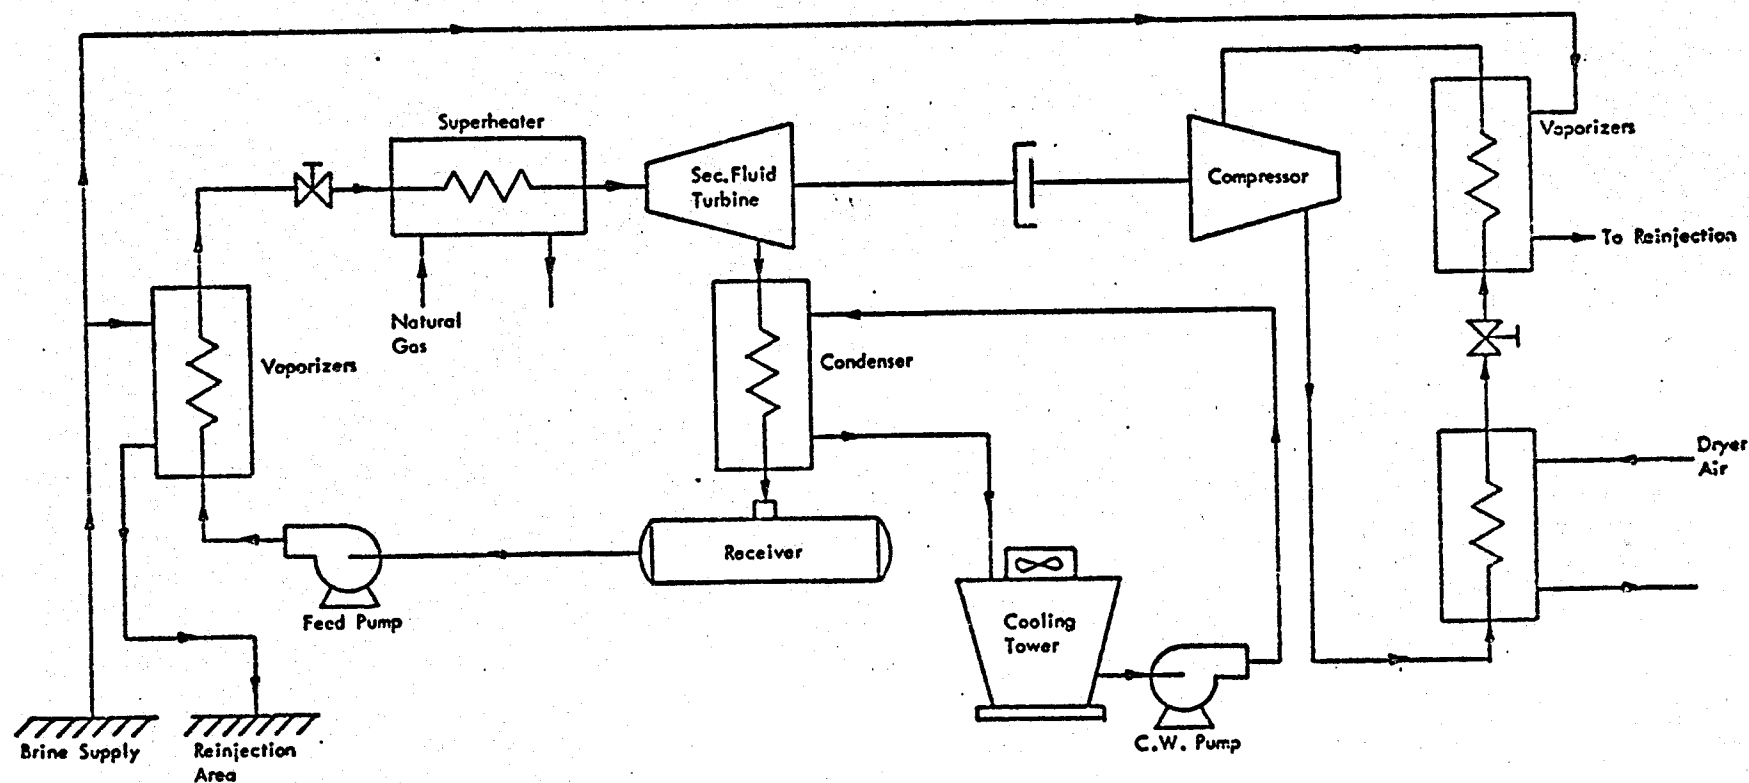 Superheater
Sec. Fluid
Turbine
Compressor
Vaporizers
To Reinjection
Natural
Gas
Vaporizers
Condenser
Dryer
Air
Receiver
Feed Pump
Cooling
Tower
C.W. Pump
Brine Supply
Reinjection
Area